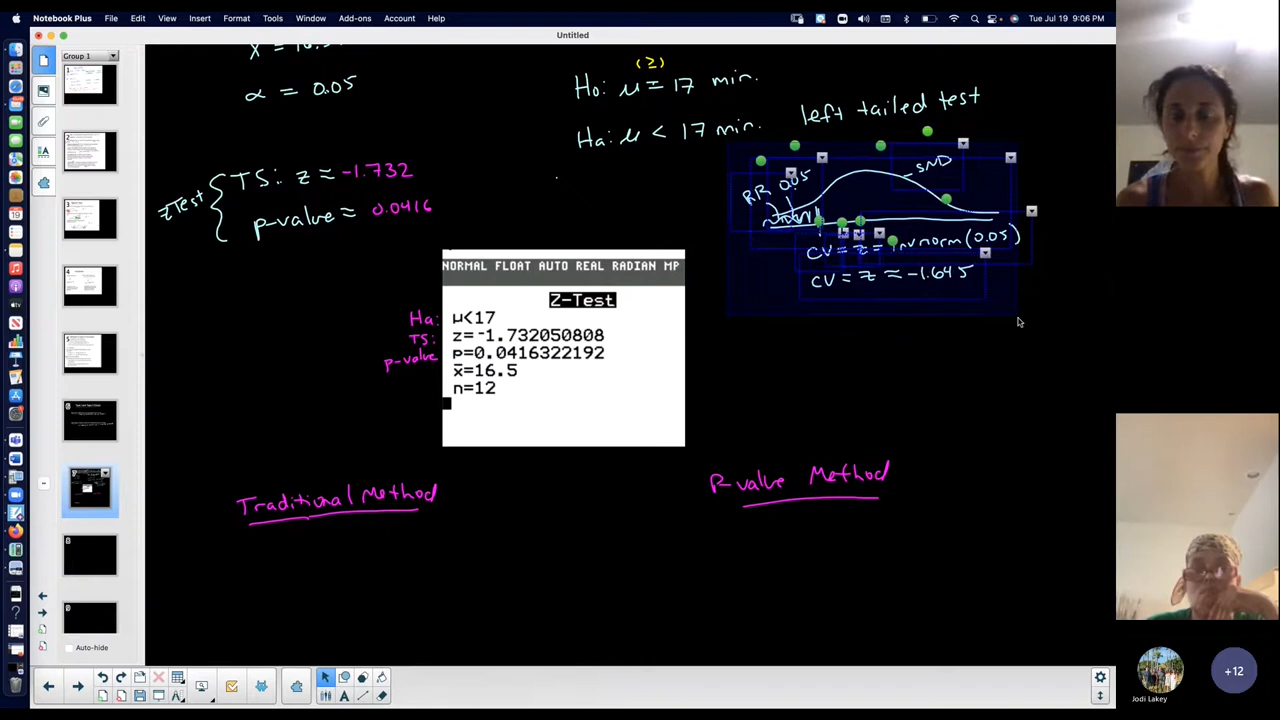 Notebook Plus File Edit View Insert Format Tools Window Add-ons Account Help
Tue Jul 19 9:06 PM
Untitled
Group 1
α = 0.05
(≥)
Ho: μ = 17 min.
Ha: μ < 17 min.
left tailed test
zTest
TS: z ≈ -1.732
p-value ≈ 0.0416
RR 0.05
SND
CV = z = invnorm(0.05)
CV = z ≈ -1.645
NORMAL FLOAT AUTO REAL RADIAN MP
Z-Test
Ha: μ<17
TS: z=-1.732050808
p-value p=0.0416322192
x̄=16.5
n=12
Traditional Method
P-value Method
Auto-hide
Jodi Lakey
+12